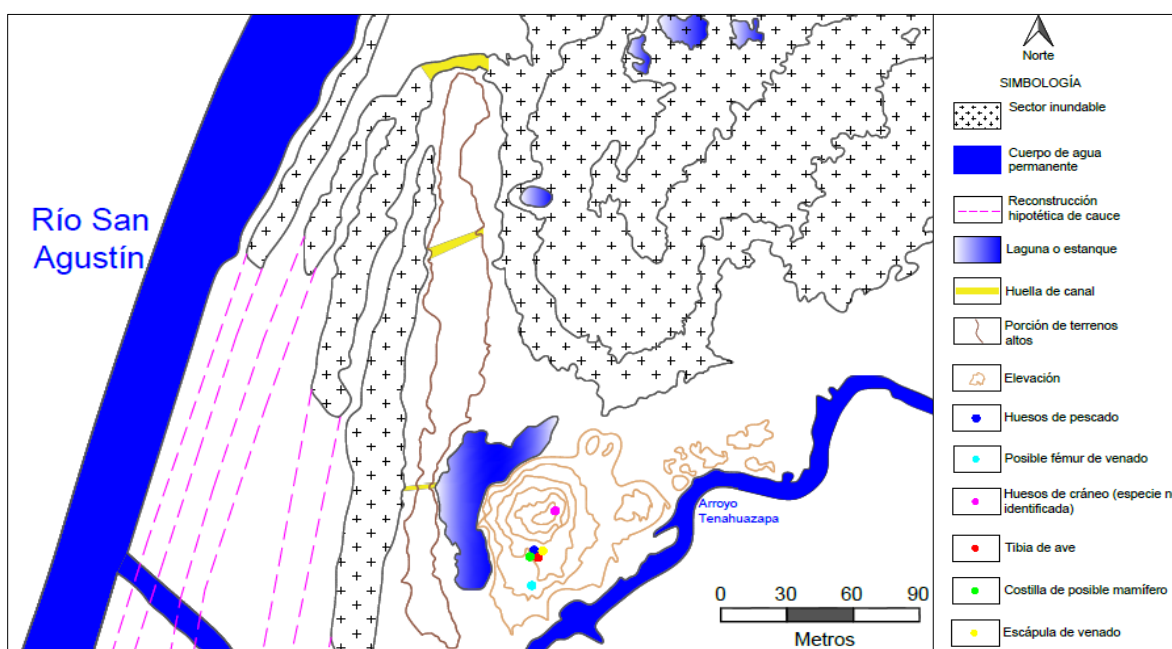 Río San
Agustín
Arroyo
Tenahuazapa
0 30 60 90
Metros
Norte
SIMBOLOGÍA
Sector inundable
Cuerpo de agua
permanente
Reconstrucción
hipotética de cauce
Laguna o estanque
Huella de canal
Porción de terrenos
altos
Elevación
Huesos de pescado
Posible fémur de venado
Huesos de cráneo (especie n
identificada)
Tibia de ave
Costilla de posible mamífero
Escápula de venado